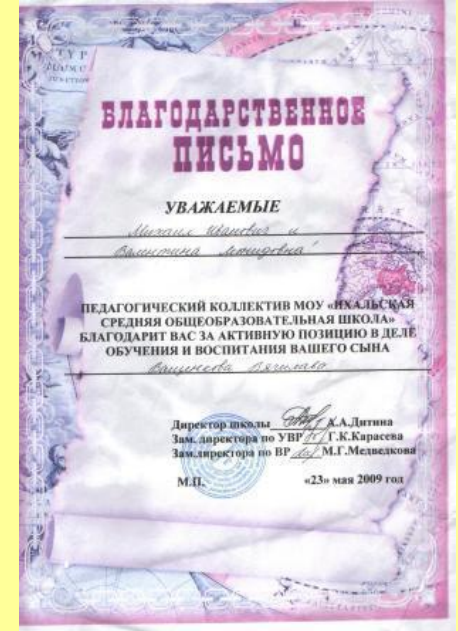 БЛАГОДАРСТВЕННОЕ
ПИСЬМО
УВАЖАЕМЫЕ
Михаил Иванович и
Валентина Леонидовна
ПЕДАГОГИЧЕСКИЙ КОЛЛЕКТИВ МОУ «ИХАЛЬСКАЯ
СРЕДНЯЯ ОБЩЕОБРАЗОВАТЕЛЬНАЯ ШКОЛА»
БЛАГОДАРИТ ВАС ЗА АКТИВНУЮ ПОЗИЦИЮ В ДЕЛЕ
ОБУЧЕНИЯ И ВОСПИТАНИЯ ВАШЕГО СЫНА
Директор школы А.А.Дитина
Зам. директора по УВР Г.К.Карасева
Зам.директора по ВР М.Г.Медведкова
М.П. «23» мая 2009 год